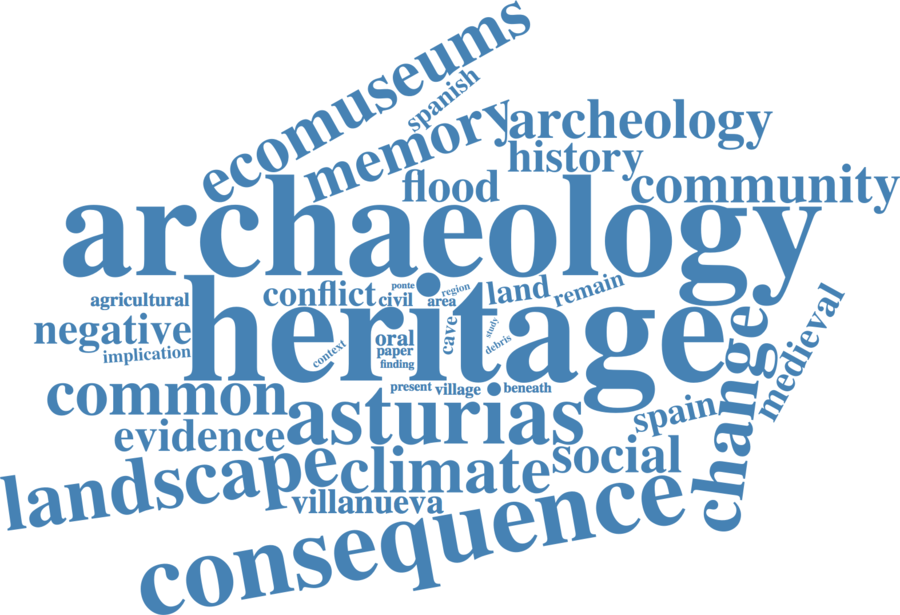 ecomuseums
spanish
memory
archeology
history
flood
community
archaeology
heritage
agricultural
conflict
civil
ponte
area
region
land
remain
negative
implication
context
oral
paper
finding
cave
study
debris
present
village
beneath
change
medieval
common
asturias
spain
evidence
landscape
climate
social
villanueva
consequence